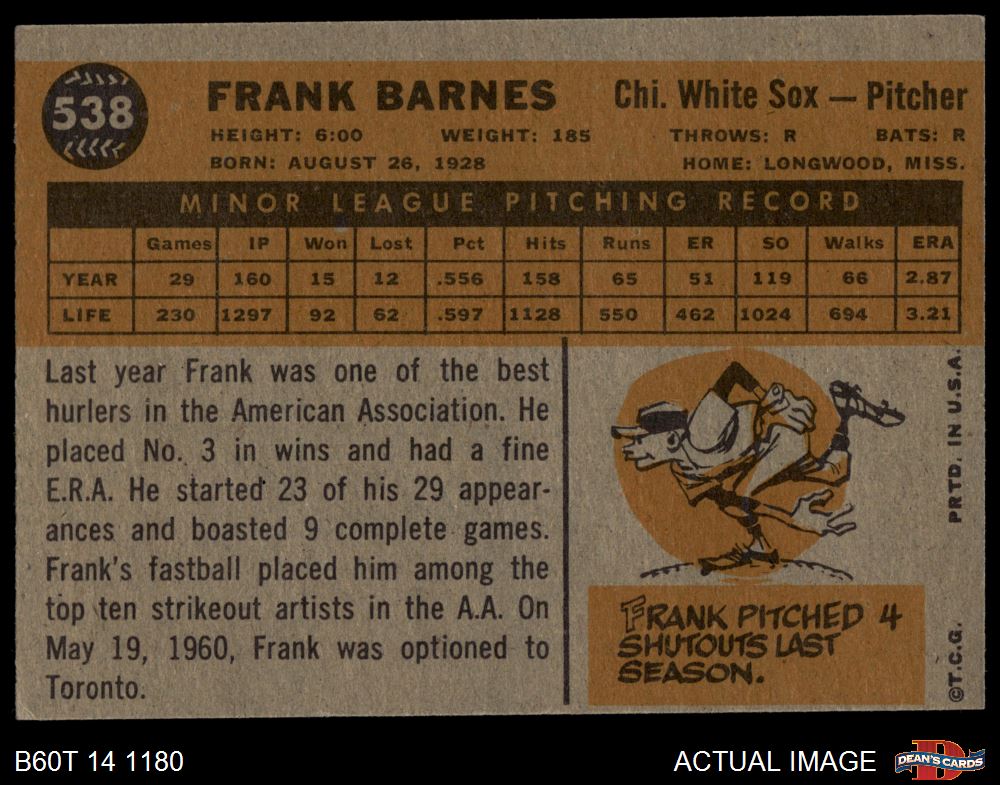 538
FRANK BARNES
Chi. White Sox — Pitcher
HEIGHT: 6:00 WEIGHT: 185 THROWS: R BATS: R
BORN: AUGUST 26, 1928 HOME: LONGWOOD, MISS.
MINOR LEAGUE PITCHING RECORD
Games IP Won Lost Pct Hits Runs ER SO Walks ERA
YEAR 29 160 15 12 .556 158 65 51 119 66 2.87
LIFE 230 1297 92 62 .597 1128 550 462 1024 694 3.21
Last year Frank was one of the best
hurlers in the American Association. He
placed No. 3 in wins and had a fine
E.R.A. He started 23 of his 29 appear-
ances and boasted 9 complete games.
Frank's fastball placed him among the
top ten strikeout artists in the A.A. On
May 19, 1960, Frank was optioned to
Toronto.
FRANK PITCHED 4
SHUTOUTS LAST
SEASON.
©T.C.G. PRTD. IN U.S.A.
B60T 14 1180
ACTUAL IMAGE
D
DEAN'S CARDS